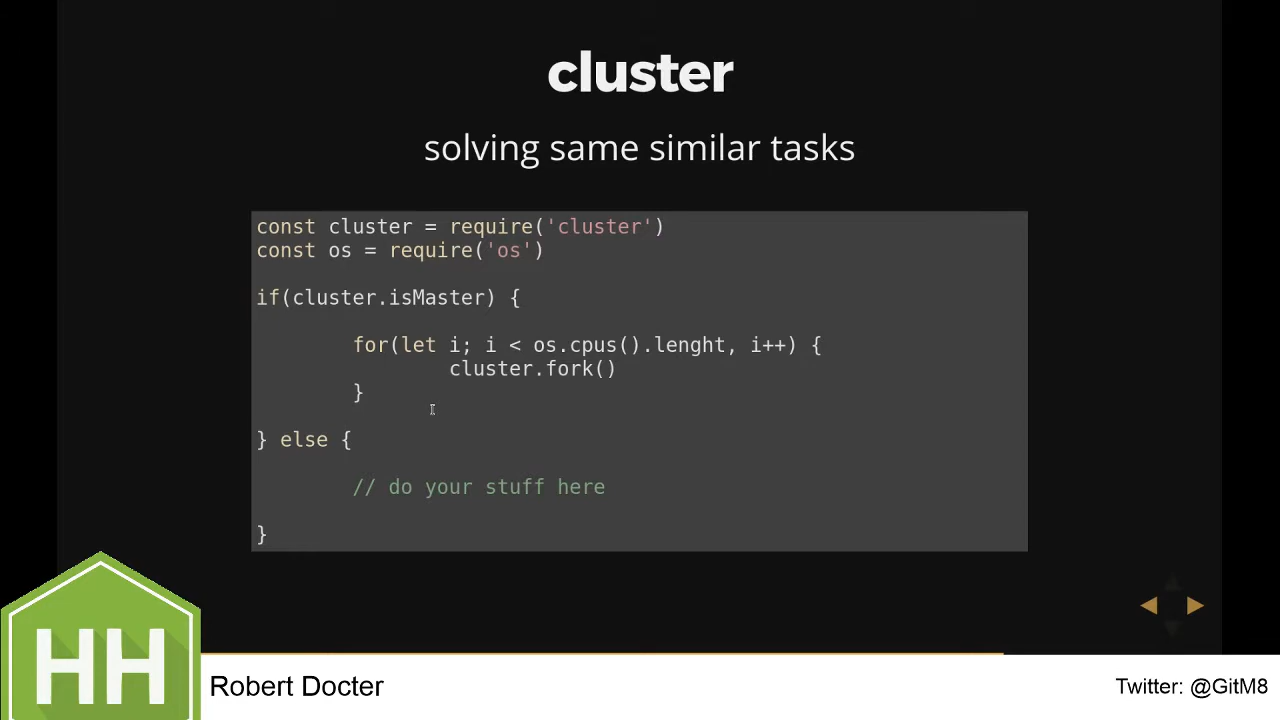 cluster
solving same similar tasks
const cluster = require('cluster')
const os = require('os')
if(cluster.isMaster) {
for(let i; i < os.cpus().lenght, i++) {
cluster.fork()
}
} else {
// do your stuff here
}
HH
Robert Docter
Twitter: @GitM8